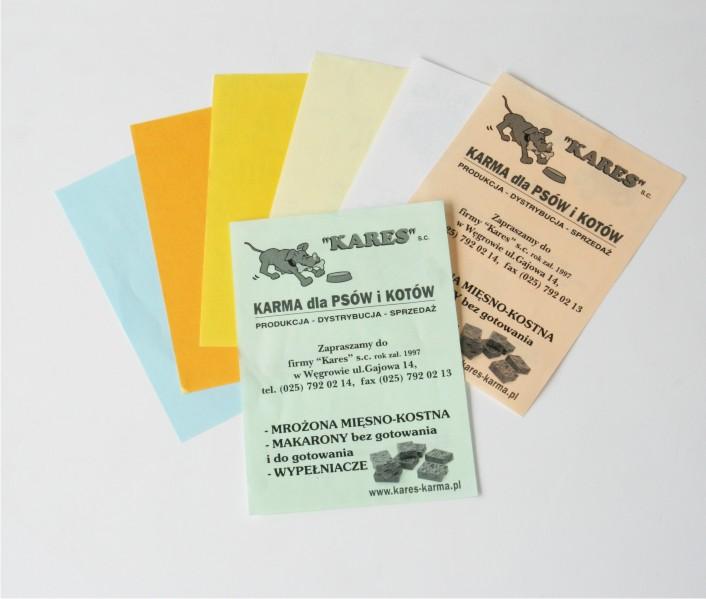 "KARES" s.c.
KARMA dla PSÓW i KOTÓW
PRODUKCJA - DYSTRYBUCJA - SPRZEDAŻ
Zapraszamy do
firmy "Kares" s.c. rok zał. 1997
w Węgrowie ul.Gajowa 14,
tel. (025) 792 02 14, fax (025) 792 02 13
- MROŻONA MIĘSNO-KOSTNA
- MAKARONY bez gotowania
i do gotowania
- WYPEŁNIACZE
www.kares-karma.pl
"KARES" s.c.
KARMA dla PSÓW i KOTÓW
PRODUKCJA - DYSTRYBUCJA - SPRZEDAŻ
Zapraszamy do
firmy "Kares" s.c. rok zał. 1997
w Węgrowie ul.Gajowa 14,
025) 792 02 14, fax (025) 792 02 13
NA MIĘSNO-KOSTNA
NY bez gotowania
kares-karma.pl